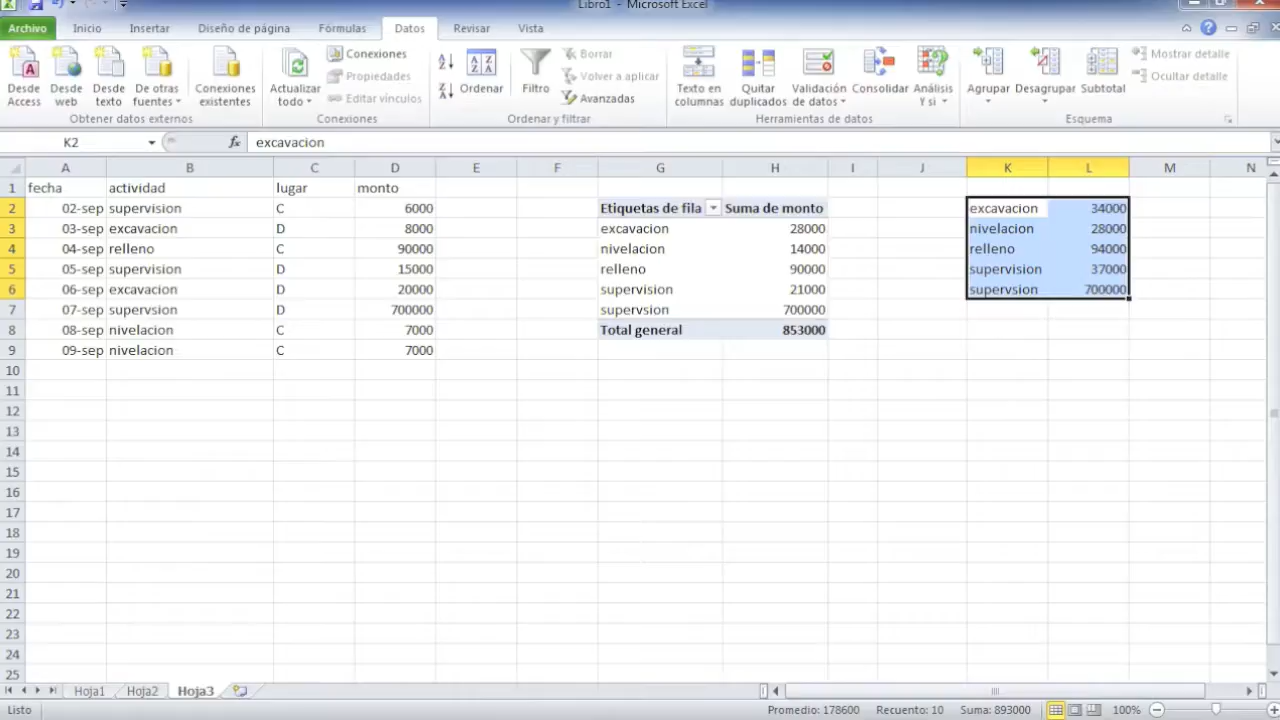 Libro1 - Microsoft Excel
Archivo Inicio Insertar Diseño de página Fórmulas Datos Revisar Vista
Desde Access
Desde web
Desde texto
De otras fuentes
Conexiones existentes
Obtener datos externos
Actualizar todo
Conexiones
Propiedades
Editar vínculos
Conexiones
Ordenar
Filtro
Borrar
Volver a aplicar
Avanzadas
Ordenar y filtrar
Texto en columnas
Quitar duplicados
Validación de datos
Consolidar
Análisis Y si
Herramientas de datos
Agrupar
Desagrupar
Subtotal
Mostrar detalle
Ocultar detalle
Esquema
K2 fx excavacion
A B C D E F G H I J K L M N
1 fecha actividad lugar monto
2 02-sep supervision C 6000 Etiquetas de fila Suma de monto excavacion 34000
3 03-sep excavacion D 8000 excavacion 28000 nivelacion 28000
4 04-sep relleno C 90000 nivelacion 14000 relleno 94000
5 05-sep supervision D 15000 relleno 90000 supervision 37000
6 06-sep excavacion D 20000 supervision 21000 supervsion 700000
7 07-sep supervsion D 700000 supervsion 700000
8 08-sep nivelacion C 7000 Total general 853000
9 09-sep nivelacion C 7000
10
11
12
13
14
15
16
17
18
19
20
21
22
23
24
25
Hoja1 Hoja2 Hoja3
Listo Promedio: 178600 Recuento: 10 Suma: 893000 100%